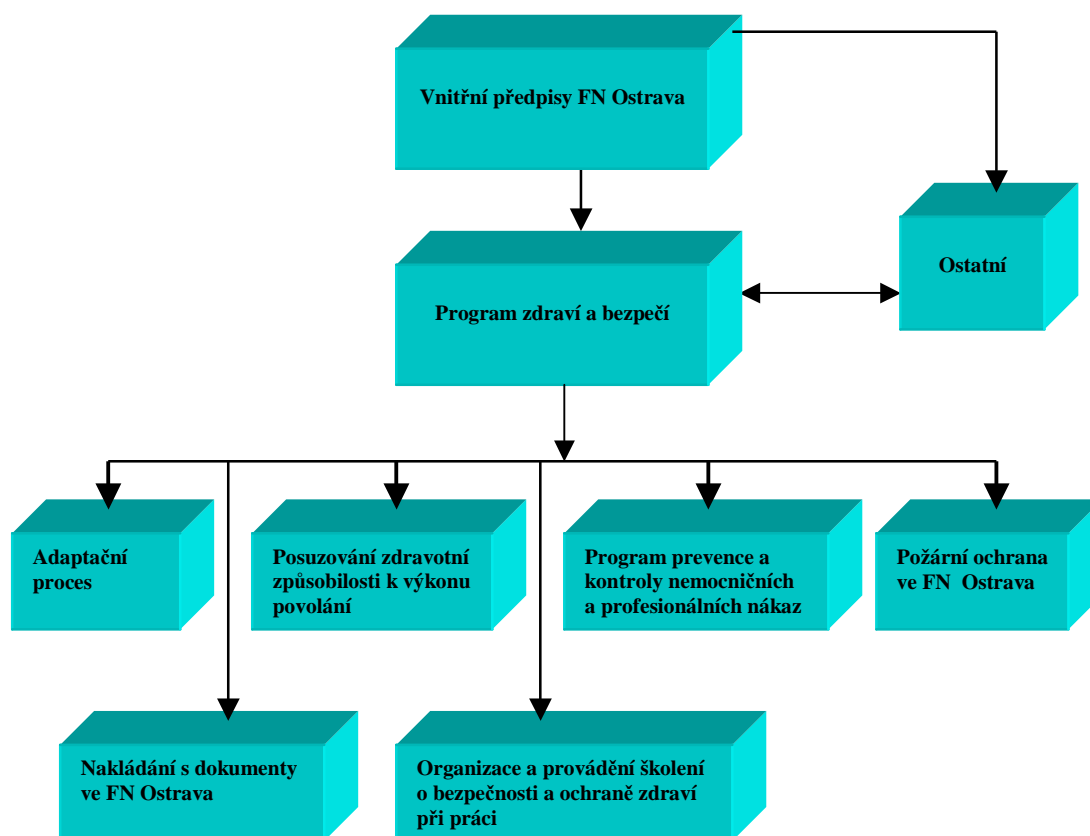 Vnitřní předpisy FN Ostrava
Ostatní
Program zdraví a bezpečí
Adaptační
proces
Posuzování zdravotní
způsobilosti k výkonu
povolání
Program prevence a
kontroly nemocničních
a profesionálních nákaz
Požární ochrana
ve FN Ostrava
Nakládání s dokumenty
ve FN Ostrava
Organizace a provádění školení
o bezpečnosti a ochraně zdraví
při práci